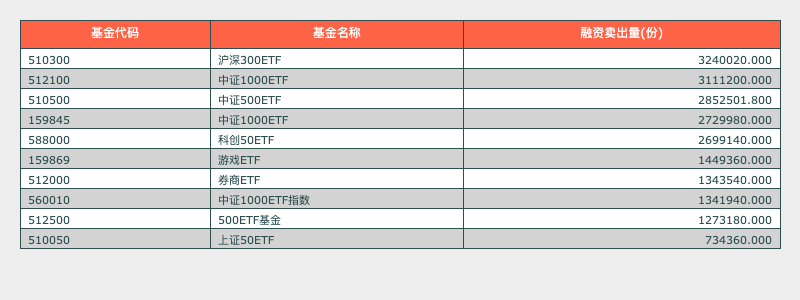 基金代码 基金名称 融资卖出量(份)
510300 沪深300ETF 3240020.000
512100 中证1000ETF 3111200.000
510500 中证500ETF 2852501.800
159845 中证1000ETF 2729980.000
588000 科创50ETF 2699140.000
159869 游戏ETF 1449360.000
512000 券商ETF 1343540.000
560010 中证1000ETF指数 1341940.000
512500 500ETF基金 1273180.000
510050 上证50ETF 734360.000